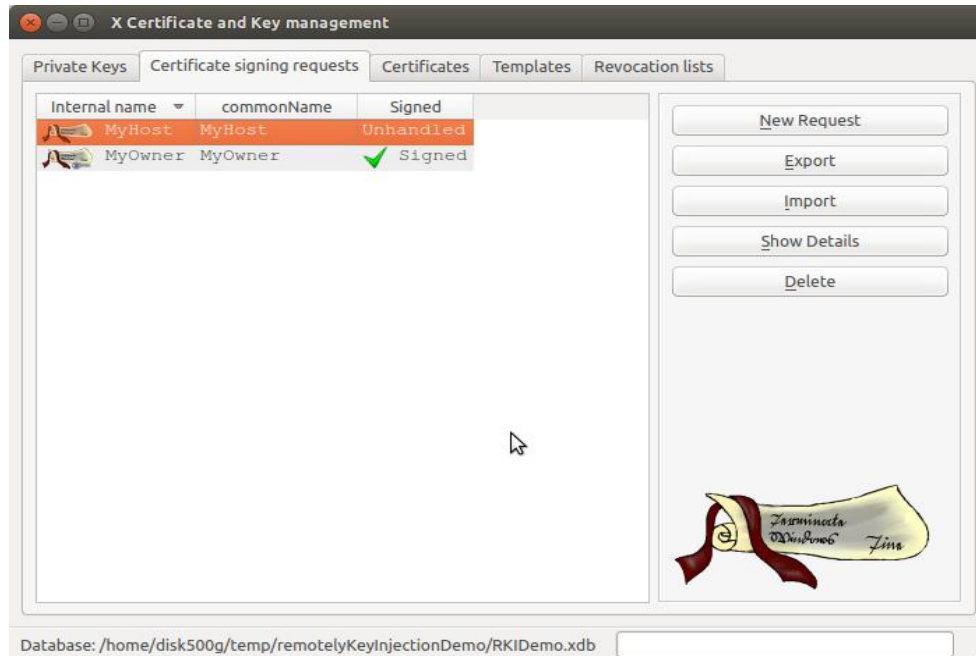 X Certificate and Key management
Private Keys Certificate signing requests Certificates Templates Revocation lists
Internal name commonName Signed
MyHost MyHost Unhandled
MyOwner MyOwner Signed
New Request
Export
Import
Show Details
Delete
Database: /home/disk500g/temp/remotelyKeyInjectionDemo/RKIDemo.xdb